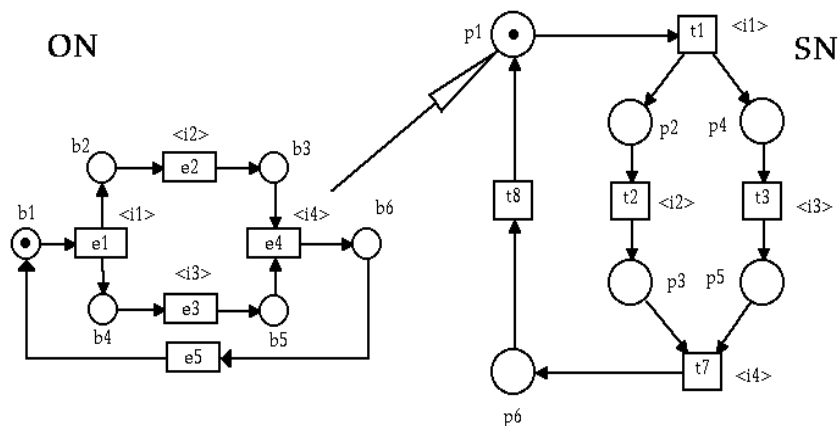 ON
SN
p1
t1
<i1>
p2
p4
t2
<i2>
t3
<i3>
p3
p5
t7
<i4>
p6
t8
b1
e1
<i1>
b2
<i2>
e2
b3
<i4>
e4
b6
<i3>
e3
b4
b5
e5